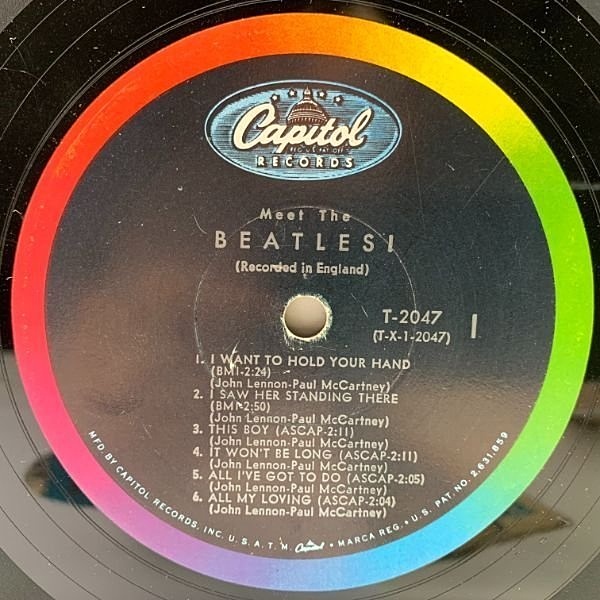 Capitol
REG. U.S. PAT. OFF.
RECORDS
Meet The
BEATLES!
(Recorded in England)
T-2047 1
(T-X-1-2047)
1. I WANT TO HOLD YOUR HAND
(BMI-2:24)
(John Lennon-Paul McCartney)
2. I SAW HER STANDING THERE
(BMI-2:50)
(John Lennon-Paul McCartney)
3. THIS BOY (ASCAP-2:11)
(John Lennon-Paul McCartney)
4. IT WON'T BE LONG (ASCAP-2:11)
(John Lennon-Paul McCartney)
5. ALL I'VE GOT TO DO (ASCAP-2:05)
(John Lennon-Paul McCartney)
6. ALL MY LOVING (ASCAP-2:04)
(John Lennon-Paul McCartney)
MFD. BY CAPITOL RECORDS, INC. U.S.A. T.M. Capitol • MARCA REG. • U.S. PAT. NO. 2,631,859